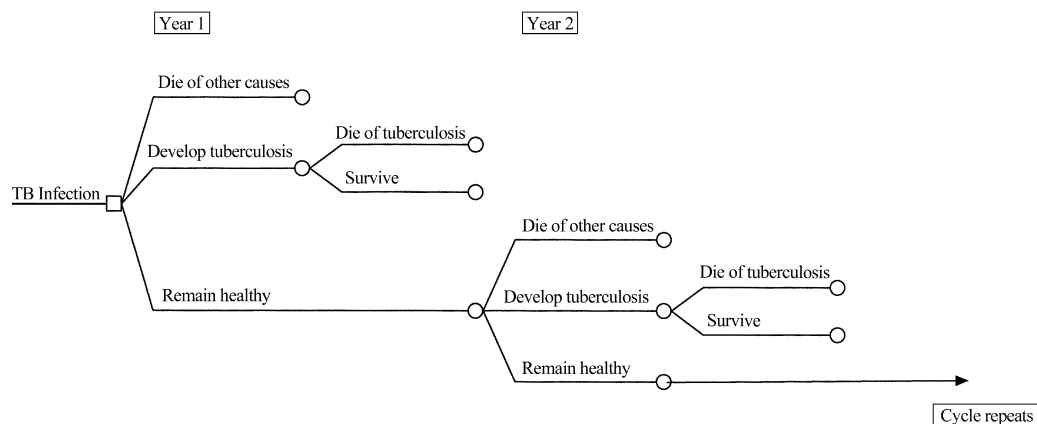 Year 1
Year 2
Die of other causes
Die of tuberculosis
Develop tuberculosis
Survive
TB Infection
Die of other causes
Die of tuberculosis
Remain healthy
Develop tuberculosis
Survive
Remain healthy
Cycle repeats